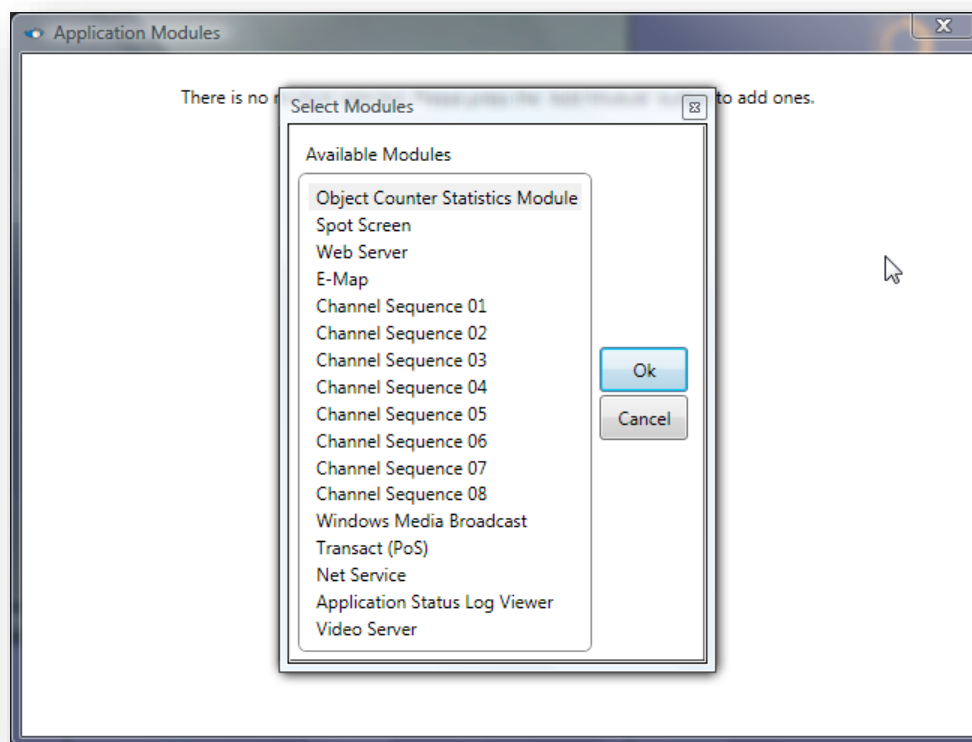 Application Modules
There is no to add ones.
Select Modules
Available Modules
Object Counter Statistics Module
Spot Screen
Web Server
E-Map
Channel Sequence 01
Channel Sequence 02
Channel Sequence 03
Channel Sequence 04
Channel Sequence 05
Channel Sequence 06
Channel Sequence 07
Channel Sequence 08
Windows Media Broadcast
Transact (PoS)
Net Service
Application Status Log Viewer
Video Server
Ok
Cancel